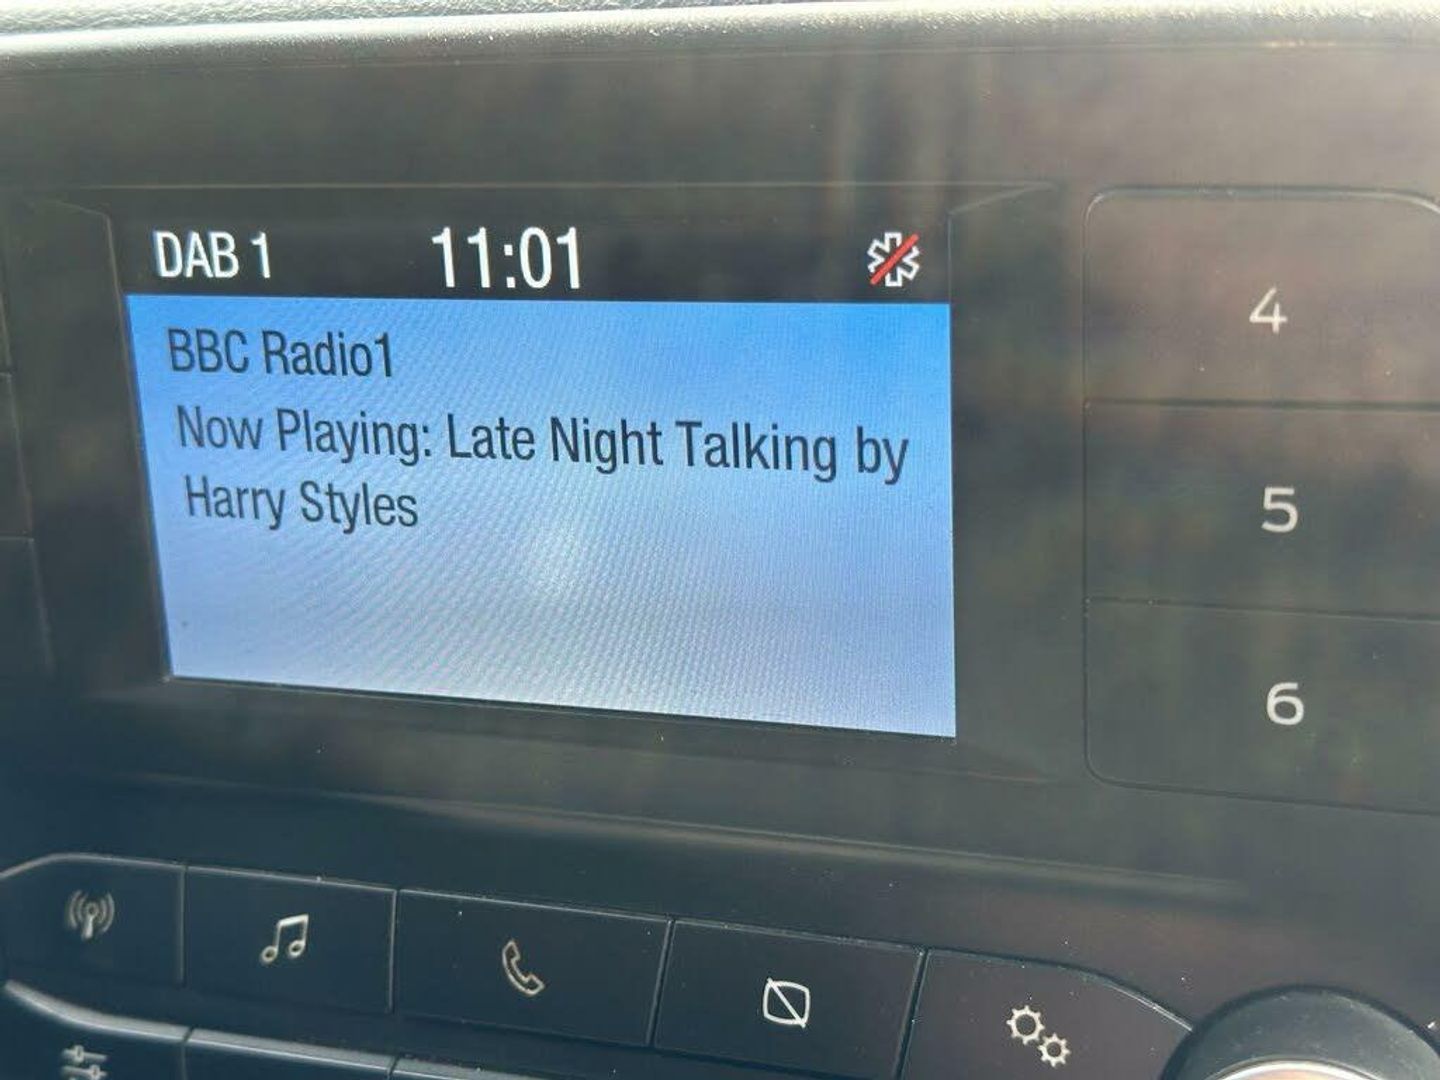 DAB 1 11:01
BBC Radio1
Now Playing: Late Night Talking by
Harry Styles
4
5
6